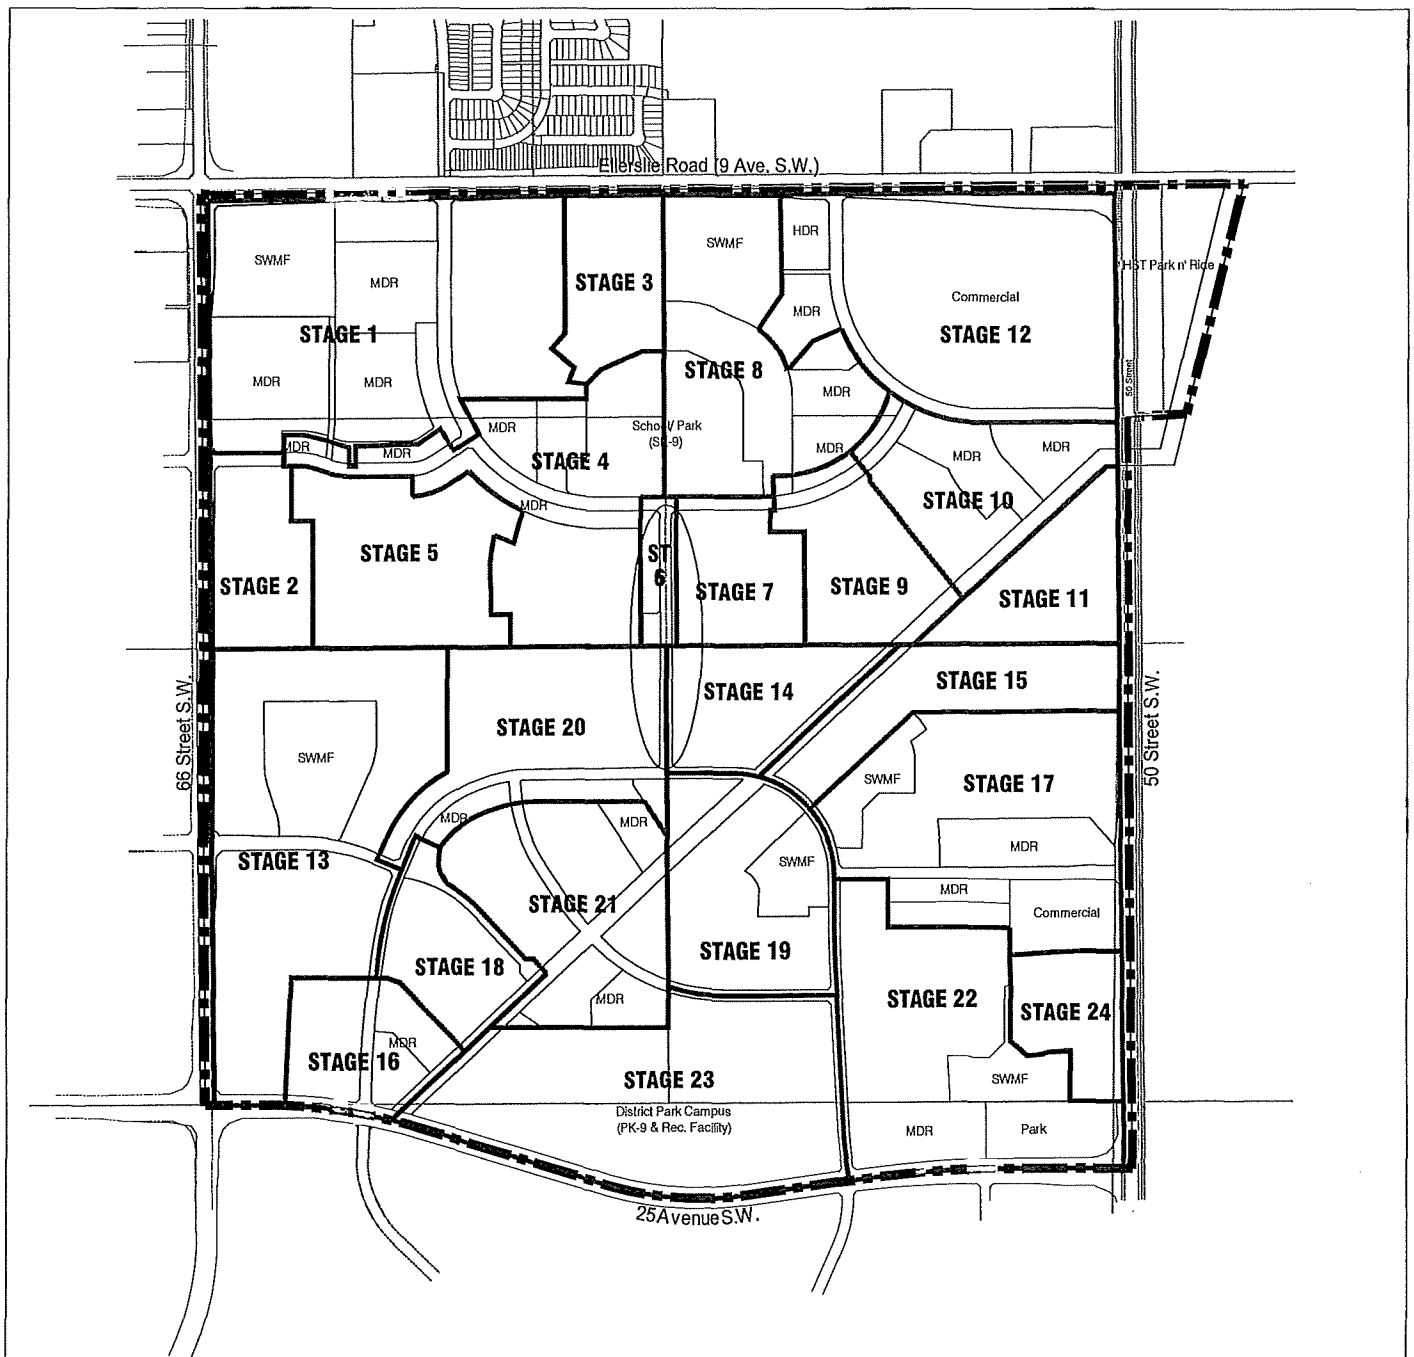 Ellerslie Road (9 Ave. S.W.)
SWMF
HDR
SWMF
HST Park n' Ride
MDR
STAGE 3
Commercial
MDR
STAGE 1
STAGE 12
STAGE 8
50 Street
MDR
MDR
MDR
MDR
School/ Park
(SK-9)
MDR
MDR
MDR
MDR
MDR
STAGE 4
MDR
STAGE 10
MDR
STAGE 5
ST
6
STAGE 2
STAGE 7
STAGE 9
STAGE 11
66 Street S.W.
50 Street S.W.
STAGE 15
STAGE 14
STAGE 20
SWMF
SWMF
STAGE 17
MDR
MDR
MDR
STAGE 13
SWMF
MDR
STAGE 21
Commercial
STAGE 19
STAGE 18
MDR
STAGE 22
STAGE 24
MDR
STAGE 16
STAGE 23
SWMF
District Park Campus
(PK-9 & Rec. Facility)
MDR
Park
25 Avenue S.W.